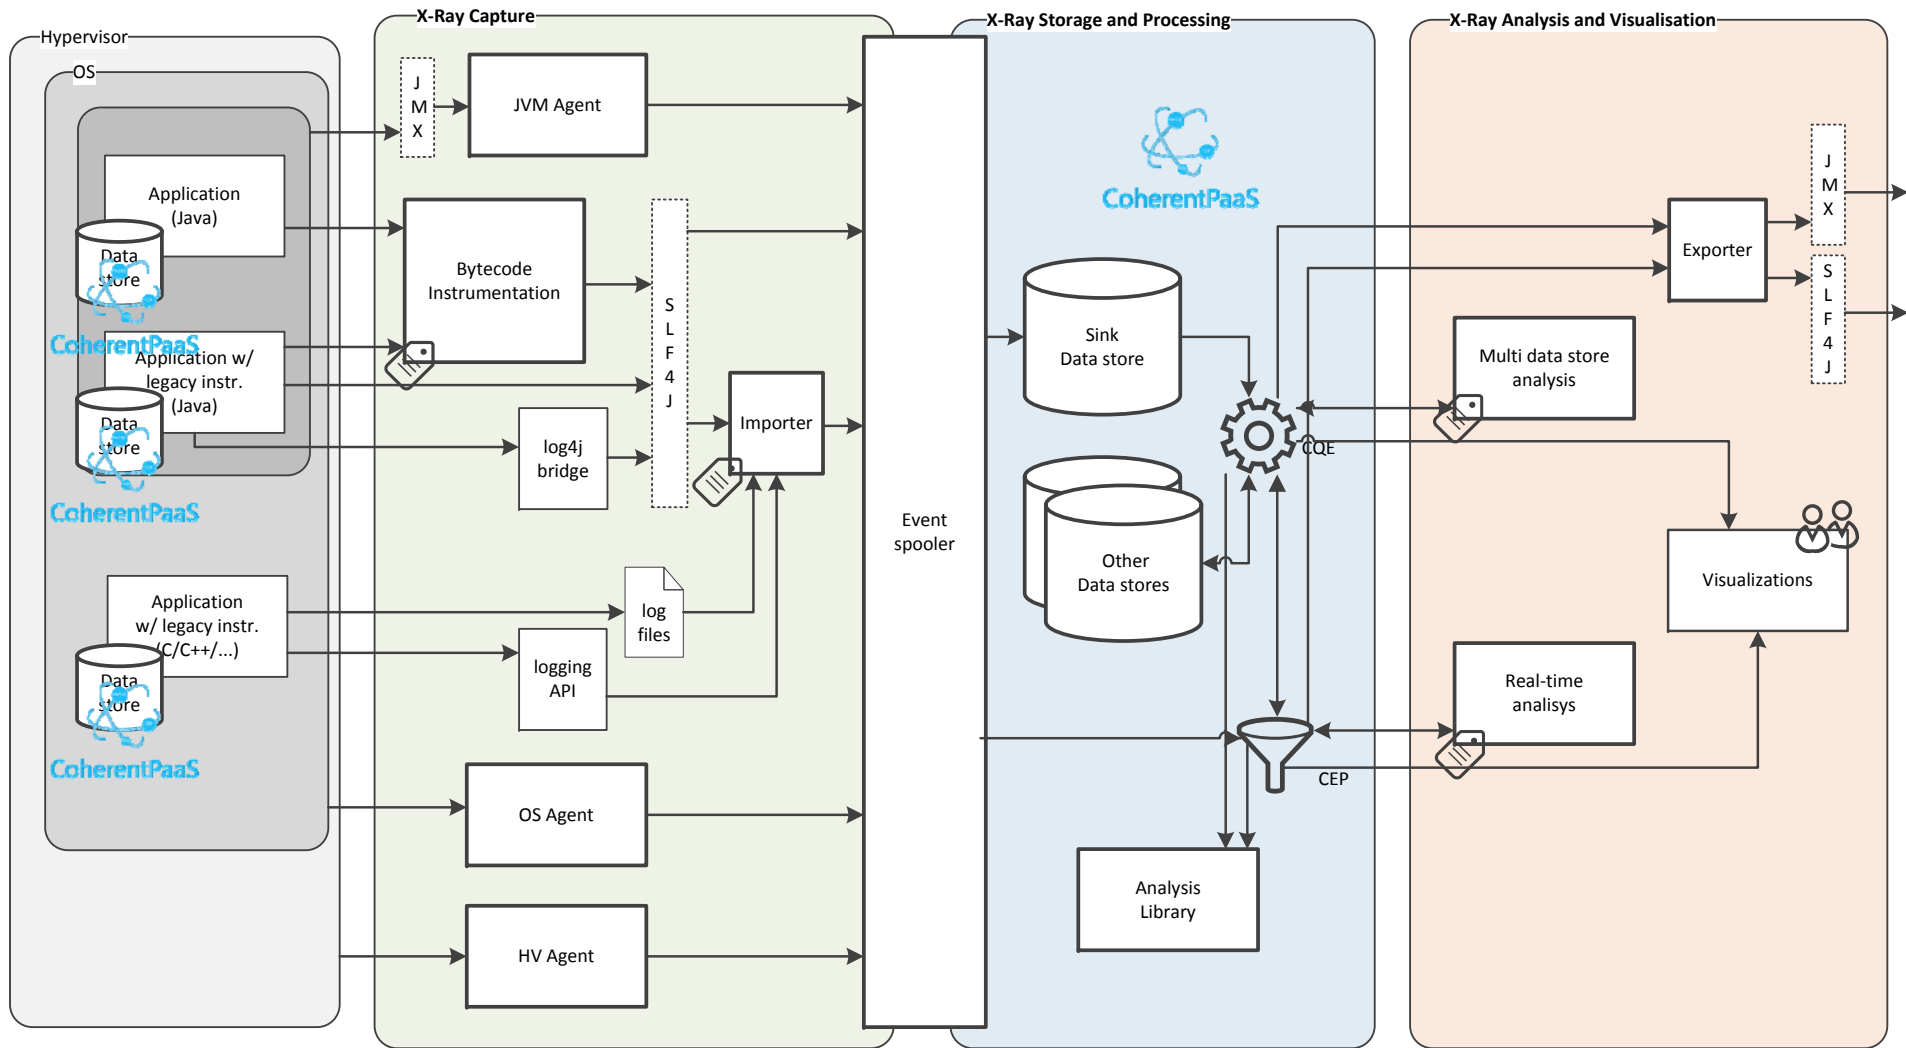 X-Ray Capture
X-Ray Storage and Processing
X-Ray Analysis and Visualisation
Hypervisor
OS
Application
(Java)
Data
store
CoherentPaaS
Application w/
legacy instr.
(Java)
Data
store
CoherentPaaS
Application
w/ legacy instr.
(C/C++/...)
Data
store
CoherentPaaS
J
M
X
JVM Agent
Bytecode
Instrumentation
S
L
F
4
J
log4j
bridge
Importer
log
files
logging
API
OS Agent
HV Agent
Event
spooler
CoherentPaaS
Sink
Data store
CQE
Other
Data stores
CEP
Analysis
Library
Exporter
J
M
X
S
L
F
4
J
Multi data store
analysis
Visualizations
Real-time
analisys